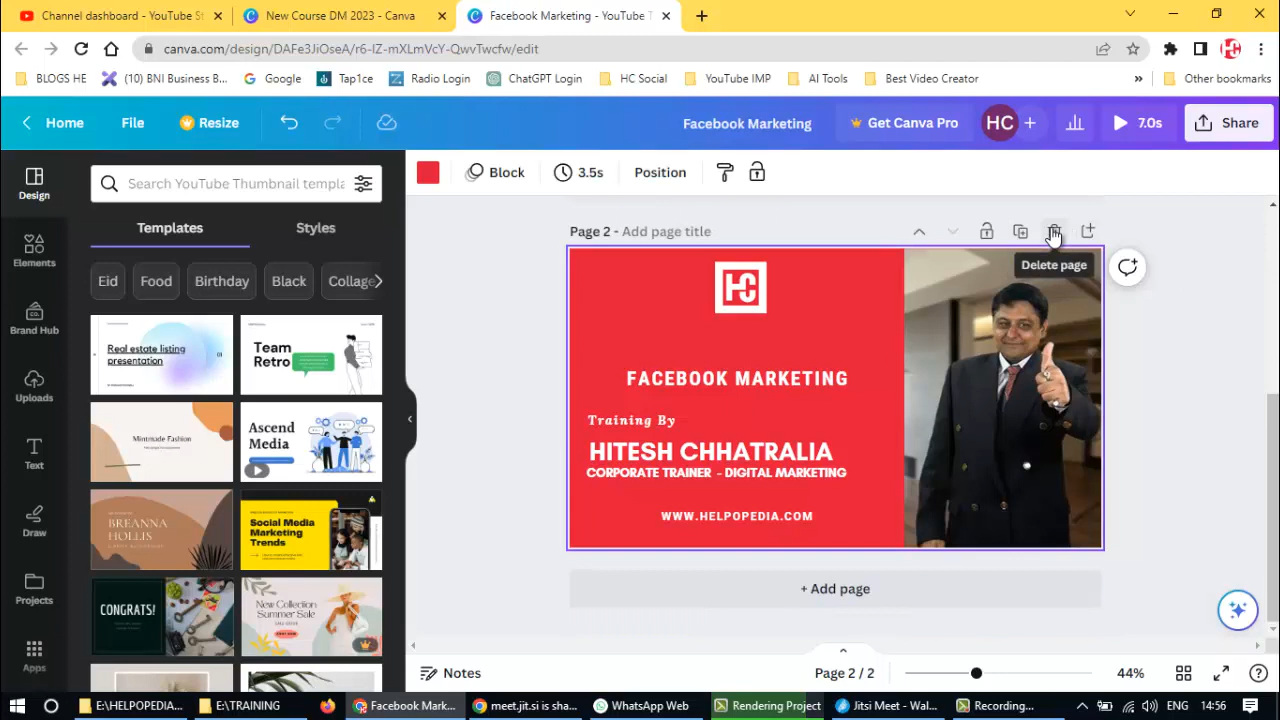 Channel dashboard - YouTube St
New Course DM 2023 - Canva
Facebook Marketing - YouTube T
canva.com/design/DAFe3JiOseA/r6-IZ-mXLmVcY-QwvTwcfw/edit
BLOGS HE
(10) BNI Business B...
Google
Tap1ce
Radio Login
ChatGPT Login
HC Social
YouTube IMP
AI Tools
Best Video Creator
»
Other bookmarks
Home
File
Resize
Facebook Marketing
Get Canva Pro
HC
7.0s
Share
Design
Elements
Brand Hub
Uploads
Text
Draw
Projects
Apps
Search YouTube Thumbnail templa
Templates
Styles
Eid
Food
Birthday
Black
Collage
Real estate listing
presentation
Team
Retro
Mintmade Fashion
Ascend
Media
BREANNA
HOLLIS
Social Media
Marketing
Trends
CONGRATS!
New Collection
Summer Sale
Block
3.5s
Position
Page 2 - Add page title
Delete page
HC
FACEBOOK MARKETING
Training By
HITESH CHHATRALIA
CORPORATE TRAINER - DIGITAL MARKETING
WWW.HELPOPEDIA.COM
+ Add page
Notes
Page 2 / 2
44%
E:\HELPOPEDIA...
E:\TRAINING
Facebook Mark...
meet.jit.si is sha...
WhatsApp Web
Rendering Project
Jitsi Meet - Wal...
Recording...
ENG
14:56